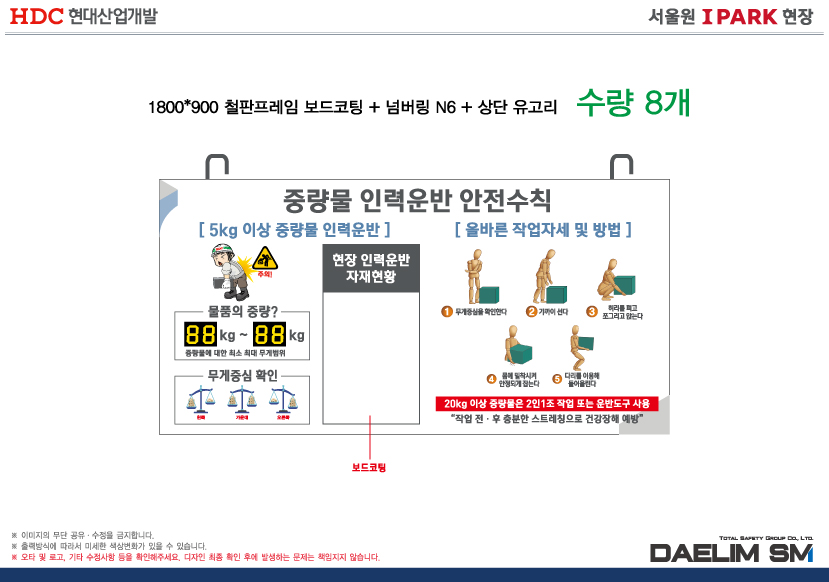 HDC 현대산업개발
서울원 IPARK 현장
1800*900 철판프레임 보드코팅 + 넘버링 N6 + 상단 유고리 수량 8개
중량물 인력운반 안전수칙
[ 5kg 이상 중량물 인력운반 ]
주의!
물품의 중량?
88 kg ~ 88 kg
중량물에 대한 최소 최대 무게범위
무게중심 확인
왼쪽 가운데 오른쪽
현장 인력운반
자재현황
보드코팅
[ 올바른 작업자세 및 방법 ]
1 무게중심을 확인한다
2 가까이 선다
3 허리를 펴고
쪼그리고 앉는다
4 몸에 밀착시켜
안정되게 잡는다
5 다리를 이용해
들어올린다
20kg 이상 중량물은 2인1조 작업 또는 운반도구 사용
"작업 전 · 후 충분한 스트레칭으로 건강장해 예방"
※ 이미지의 무단 공유 · 수정을 금지합니다.
※ 출력방식에 따라서 미세한 색상변화가 있을 수 있습니다.
※ 오타 및 로고, 기타 수정사항 등을 확인해주세요. 디자인 최종 확인 후에 발생하는 문제는 책임지지 않습니다.
TOTAL SAFETY GROUP CO., LTD.
DAELIM SM